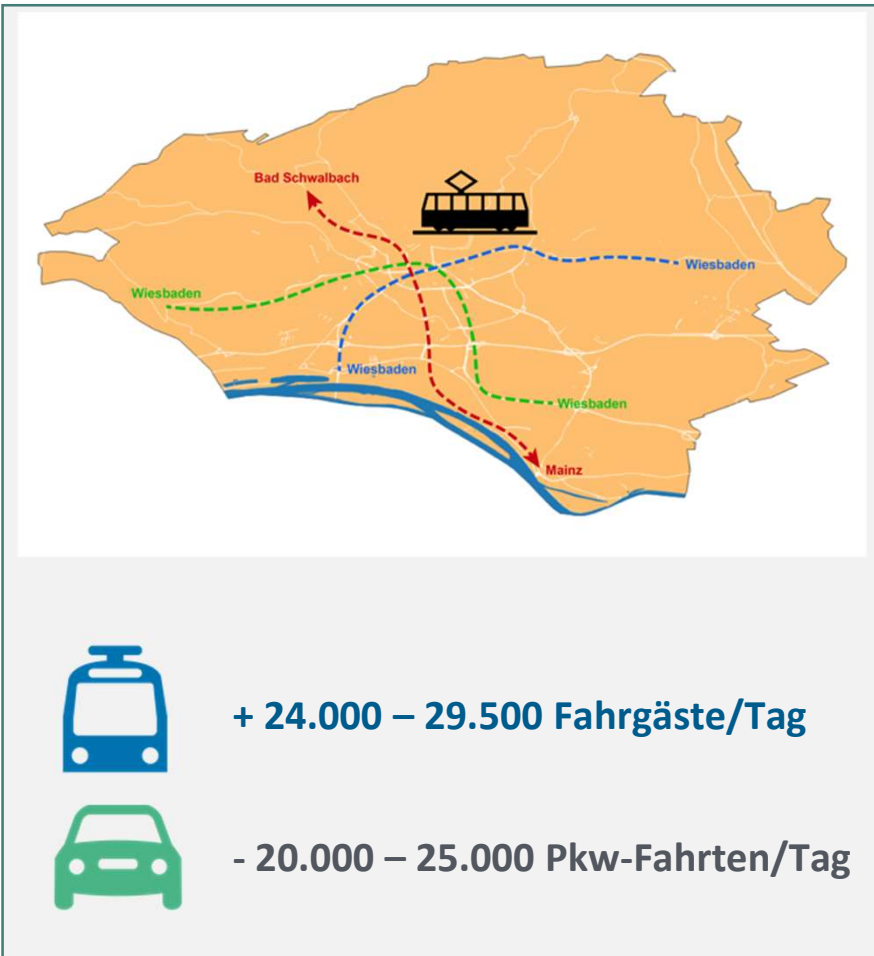 Bad Schwalbach
Wiesbaden
Wiesbaden
Wiesbaden
Wiesbaden
Mainz
+ 24.000 – 29.500 Fahrgäste/Tag
- 20.000 – 25.000 Pkw-Fahrten/Tag